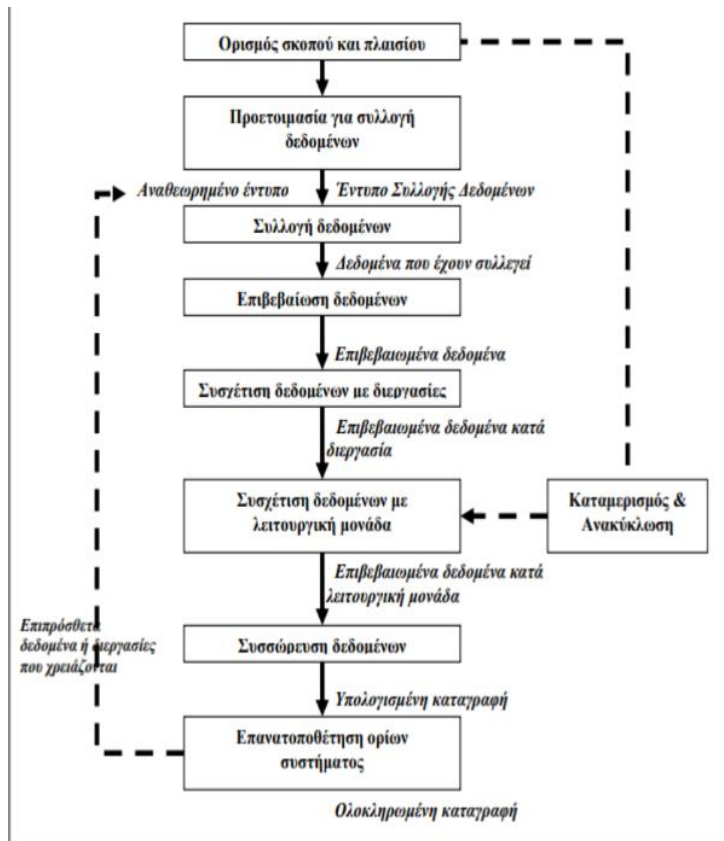 Ορισμός σκοπού και πλαισίου
Προετοιμασία για συλλογή
δεδομένων
Αναθεωρημένο έντυπο
Έντυπο Συλλογής Δεδομένων
Συλλογή δεδομένων
Δεδομένα που έχουν συλλεγεί
Επιβεβαίωση δεδομένων
Επιβεβαιωμένα δεδομένα
Συσχέτιση δεδομένων με διεργασίες
Επιβεβαιωμένα δεδομένα κατά
διεργασία
Συσχέτιση δεδομένων με
λειτουργική μονάδα
Καταμερισμός &
Ανακύκλωση
Επιβεβαιωμένα δεδομένα κατά
λειτουργική μονάδα
Επιπρόσθετα
δεδομένα ή διεργασίες
που χρειάζονται
Συσσώρευση δεδομένων
Υπολογισμένη καταγραφή
Επανατοποθέτηση ορίων
συστήματος
Ολοκληρωμένη καταγραφή